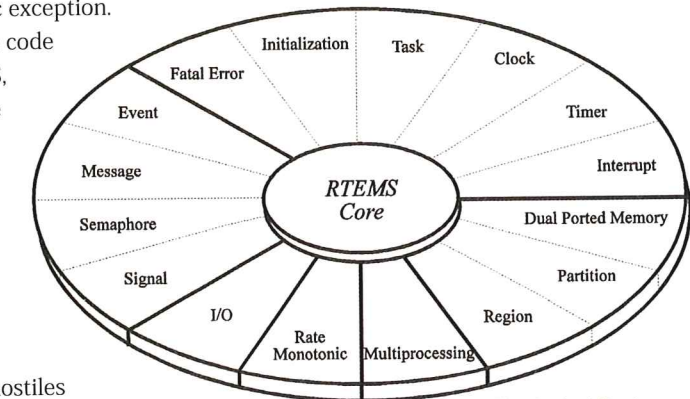 exception.
code
Initialization
Task
Clock
Fatal Error
Timer
Event
Interrupt
Message
RTEMS
Core
Dual Ported Memory
Semaphore
Partition
Signal
Region
I/O
Rate
Monotonic
Multiprocessing
ostiles